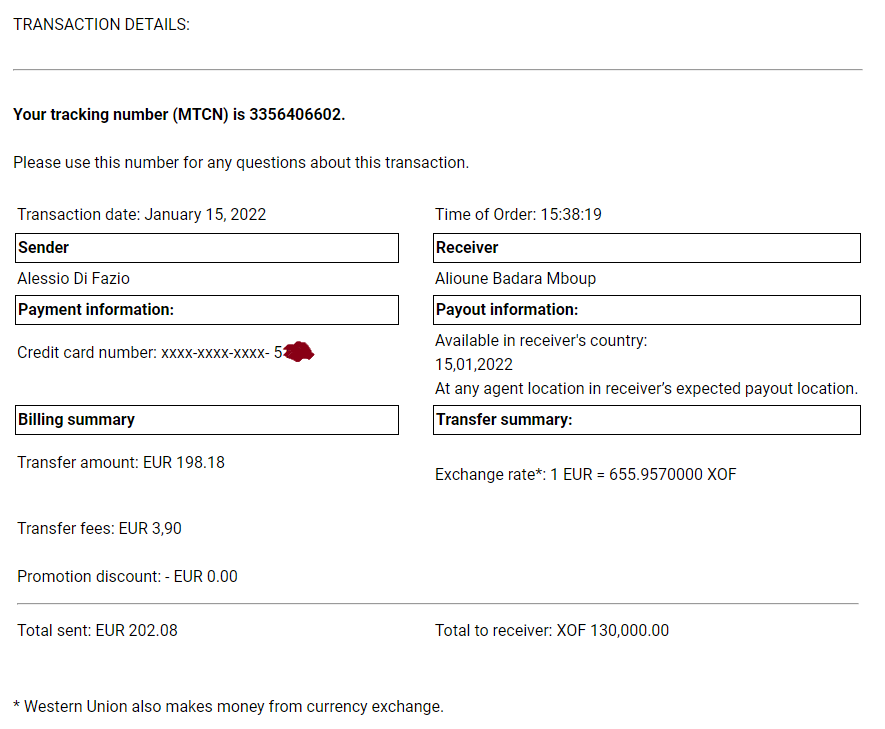 TRANSACTION DETAILS:
Your tracking number (MTCN) is 3356406602.
Please use this number for any questions about this transaction.
Transaction date: January 15, 2022
Time of Order: 15:38:19
Sender
Receiver
Alessio Di Fazio
Alioune Badara Mboup
Payment information:
Payout information:
Credit card number: xxxx-xxxx-xxxx- 5
Available in receiver's country:
15,01,2022
At any agent location in receiver’s expected payout location.
Billing summary
Transfer summary:
Transfer amount: EUR 198.18
Exchange rate*: 1 EUR = 655.9570000 XOF
Transfer fees: EUR 3,90
Promotion discount: - EUR 0.00
Total sent: EUR 202.08
Total to receiver: XOF 130,000.00
* Western Union also makes money from currency exchange.